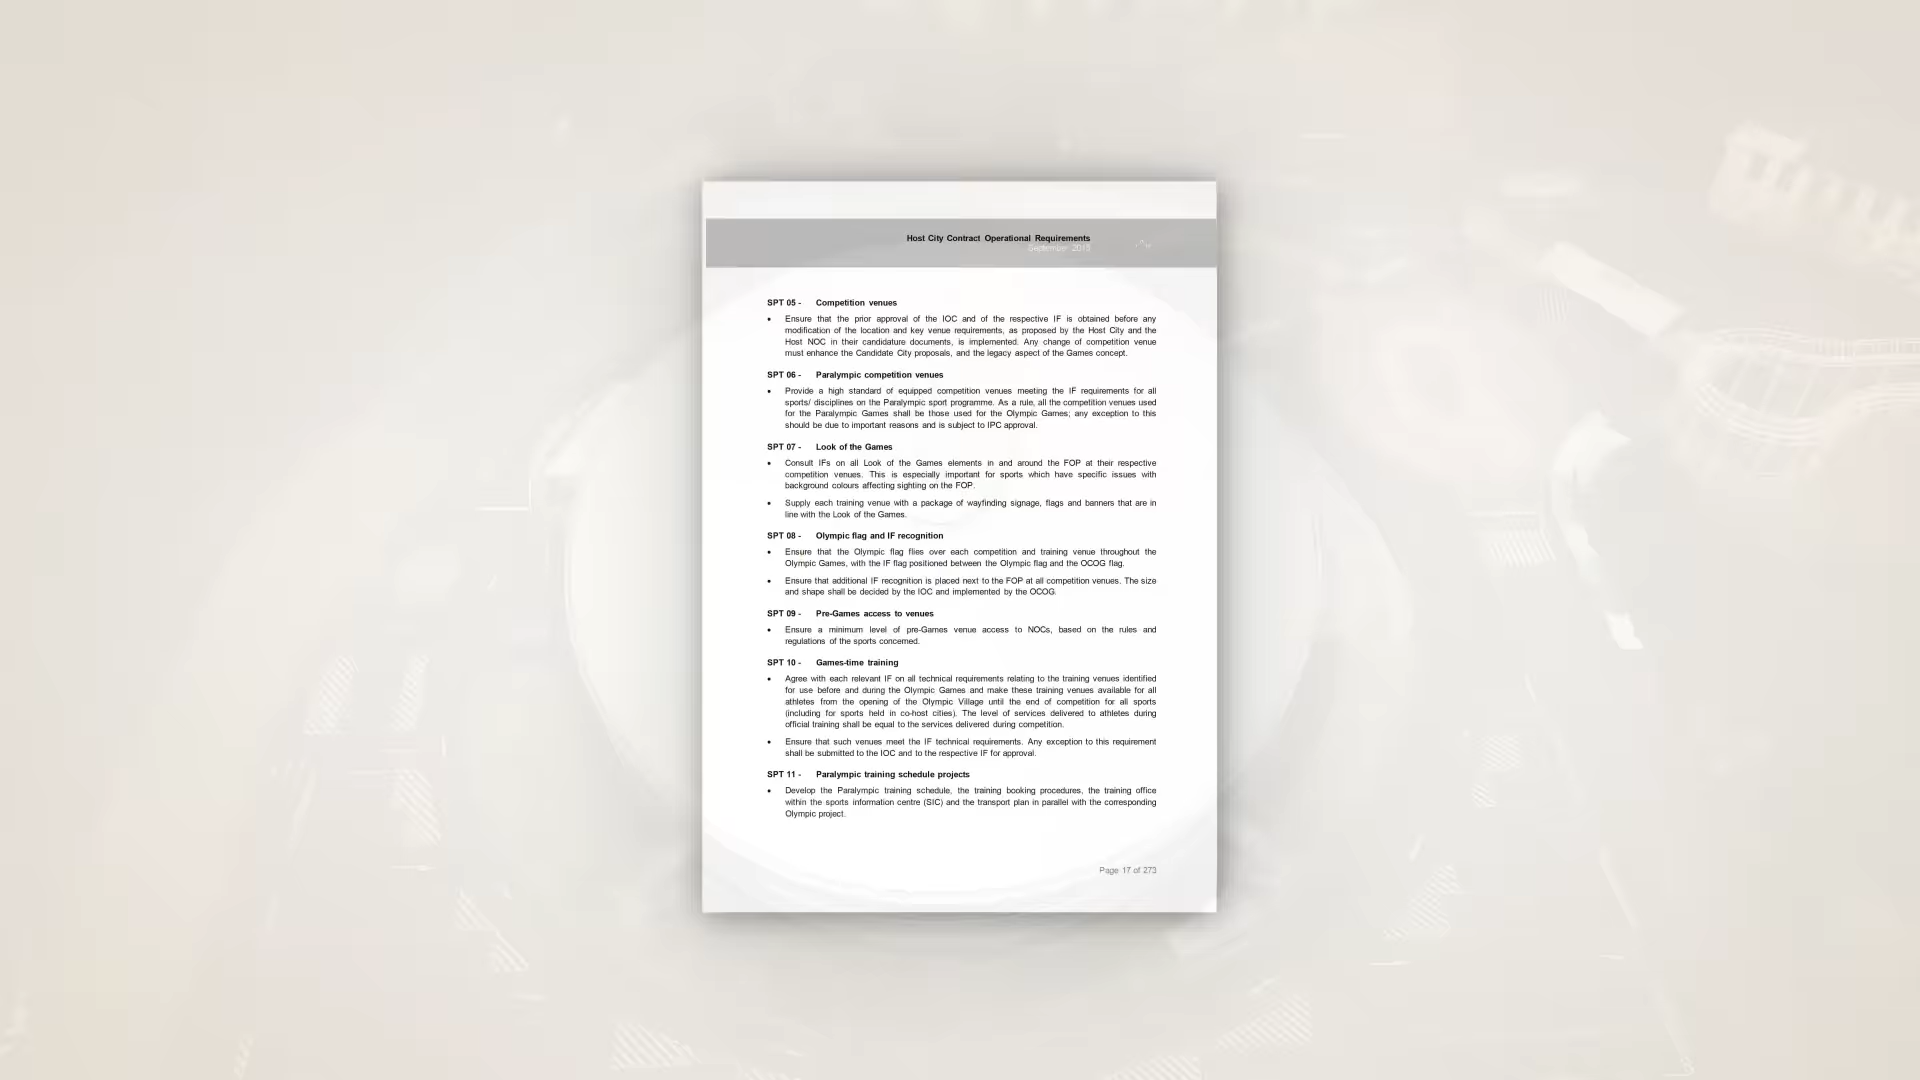 Host City Contract Operational Requirements
September 2015
SPT 05 - Competition venues
• Ensure that the prior approval of the IOC and of the respective IF is obtained before any
modification of the location and key venue requirements, as proposed by the Host City and the
Host NOC in their candidature documents, is implemented. Any change of competition venue
must enhance the Candidate City proposals, and the legacy aspect of the Games concept.
SPT 06 - Paralympic competition venues
• Provide a high standard of equipped competition venues meeting the IF requirements for all
sports/ disciplines on the Paralympic sport programme. As a rule, all the competition venues used
for the Paralympic Games shall be those used for the Olympic Games; any exception to this
should be due to important reasons and is subject to IPC approval.
SPT 07 - Look of the Games
• Consult IFs on all Look of the Games elements in and around the FOP at their respective
competition venues. This is especially important for sports which have specific issues with
background colours affecting sighting on the FOP.
• Supply each training venue with a package of wayfinding signage, flags and banners that are in
line with the Look of the Games.
SPT 08 - Olympic flag and IF recognition
• Ensure that the Olympic flag flies over each competition and training venue throughout the
Olympic Games, with the IF flag positioned between the Olympic flag and the OCOG flag.
• Ensure that additional IF recognition is placed next to the FOP at all competition venues. The size
and shape shall be decided by the IOC and implemented by the OCOG.
SPT 09 - Pre-Games access to venues
• Ensure a minimum level of pre-Games venue access to NOCs, based on the rules and
regulations of the sports concerned.
SPT 10 - Games-time training
• Agree with each relevant IF on all technical requirements relating to the training venues identified
for use before and during the Olympic Games and make these training venues available for all
athletes from the opening of the Olympic Village until the end of competition for all sports
(including for sports held in co-host cities). The level of services delivered to athletes during
official training shall be equal to the services delivered during competition.
• Ensure that such venues meet the IF technical requirements. Any exception to this requirement
shall be submitted to the IOC and to the respective IF for approval.
SPT 11 - Paralympic training schedule projects
• Develop the Paralympic training schedule, the training booking procedures, the training office
within the sports information centre (SIC) and the transport plan in parallel with the corresponding
Olympic project.
Page 17 of 273